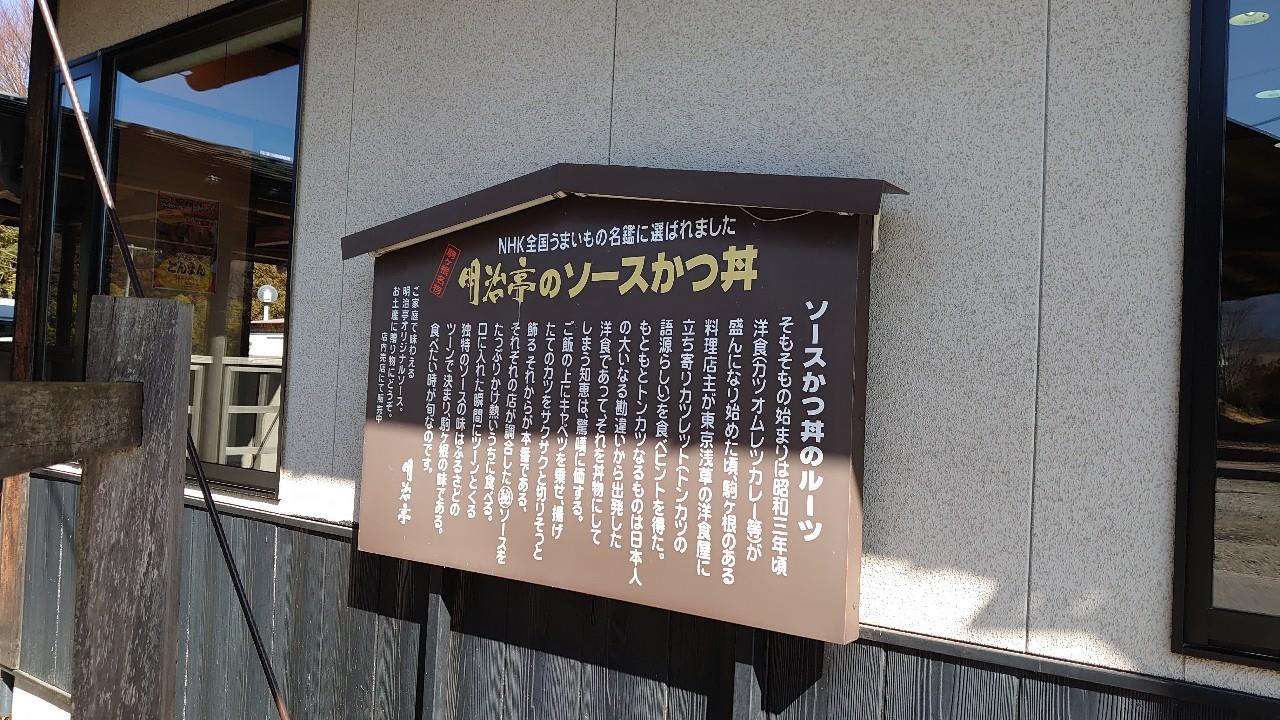 NHK全国うまいもの名鑑に選ばれました
駒ヶ根名物
明治亭のソースかつ丼
ソースかつ丼のルーツ
そもその始まりは昭和三年頃
洋食(カツ・オムレツ・カレー等)が
盛んになり始めた頃、駒ヶ根のある
料理店主が東京浅草の洋食屋に
立ち寄りカツレツト(トンカツの
語源らしい)を食べヒントを得た。
もともとトンカツなるものは日本人
の大いなる勘違いから出発した
洋食であって、それを丼物にして
しまう知恵は、驚嘆に価する。
ご飯の上にキャベツを乗せ、揚げ
たてのカツをサクサクと切りそうと
飾る それからが本番である、
それぞれの店が調合した㊙ソースを
たっぷりかけ熱いうちに食べる。
口に入れた瞬間にツーンとくる
独特のソースの味はふるさとの
ツーンで決まり、駒ヶ根の味である。
食べたい時が旬なのです。
明治亭
ご家庭で味わえる
明治亭オリジナルソース。
お土産に贈り物にどうぞ。
店内売店にて販売中
とんまん